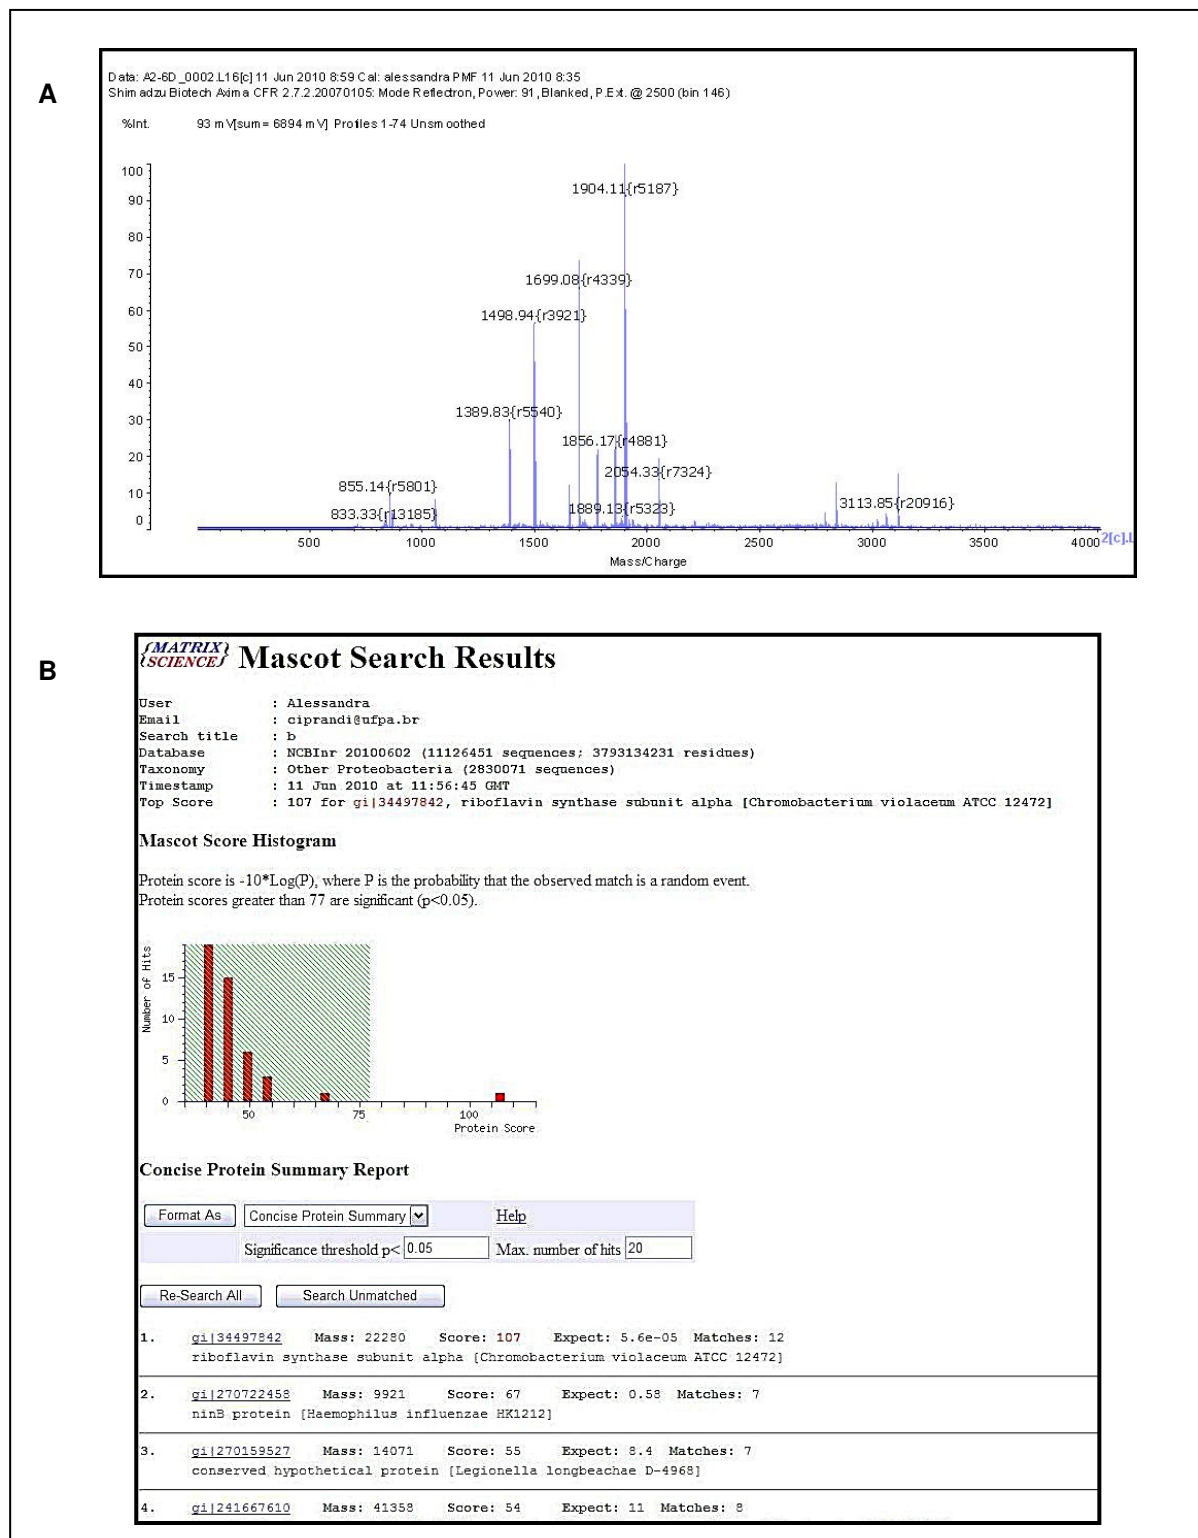 A
Data: A2-6D_0002.L16[c] 11 Jun 2010 8:59 Cal: alessandra PMF 11 Jun 2010 8:35
Shimadzu Biotech Axima CFR 2.7.2.20070105: Mode Reflectron, Power: 91, Blanked, P.Ext. @ 2500 (bin 146)
%Int. 93 mV[sum= 6894 mV] Profiles 1-74 Unsmoothed
100
90
80
70
60
50
40
30
20
10
0
1904.11{r5187}
1699.08{r4339}
1498.94{r3921}
1389.83{r5540}
1856.17{r4881}
2054.33{r7324}
855.14{r5801}
1889.13{r5323}
3113.85{r20916}
833.33{r13185}
500 1000 1500 2000 2500 3000 3500 4000
2[c].L
Mass/Charge
B
{MATRIX}
{SCIENCE} Mascot Search Results
User : Alessandra
Email : ciprandi@ufpa.br
Search title : b
Database : NCBInr 20100602 (11126451 sequences; 3793134231 residues)
Taxonomy : Other Proteobacteria (2830071 sequences)
Timestamp : 11 Jun 2010 at 11:56:45 GMT
Top Score : 107 for gi|34497842, riboflavin synthase subunit alpha [Chromobacterium violaceum ATCC 12472]
Mascot Score Histogram
Protein score is -10*Log(P), where P is the probability that the observed match is a random event.
Protein scores greater than 77 are significant (p<0.05).
Number of Hits
15
10
5
0
50 75 100
Protein Score
Concise Protein Summary Report
Format As Concise Protein Summary Help
Significance threshold p< 0.05 Max. number of hits 20
Re-Search All Search Unmatched
1. gi|34497842 Mass: 22280 Score: 107 Expect: 5.6e-05 Matches: 12
riboflavin synthase subunit alpha [Chromobacterium violaceum ATCC 12472]
2. gi|270722458 Mass: 9921 Score: 67 Expect: 0.58 Matches: 7
ninB protein [Haemophilus influenzae HK1212]
3. gi|270159527 Mass: 14071 Score: 55 Expect: 8.4 Matches: 7
conserved hypothetical protein [Legionella longbeachae D-4968]
4. gi|241667610 Mass: 41358 Score: 54 Expect: 11 Matches: 8